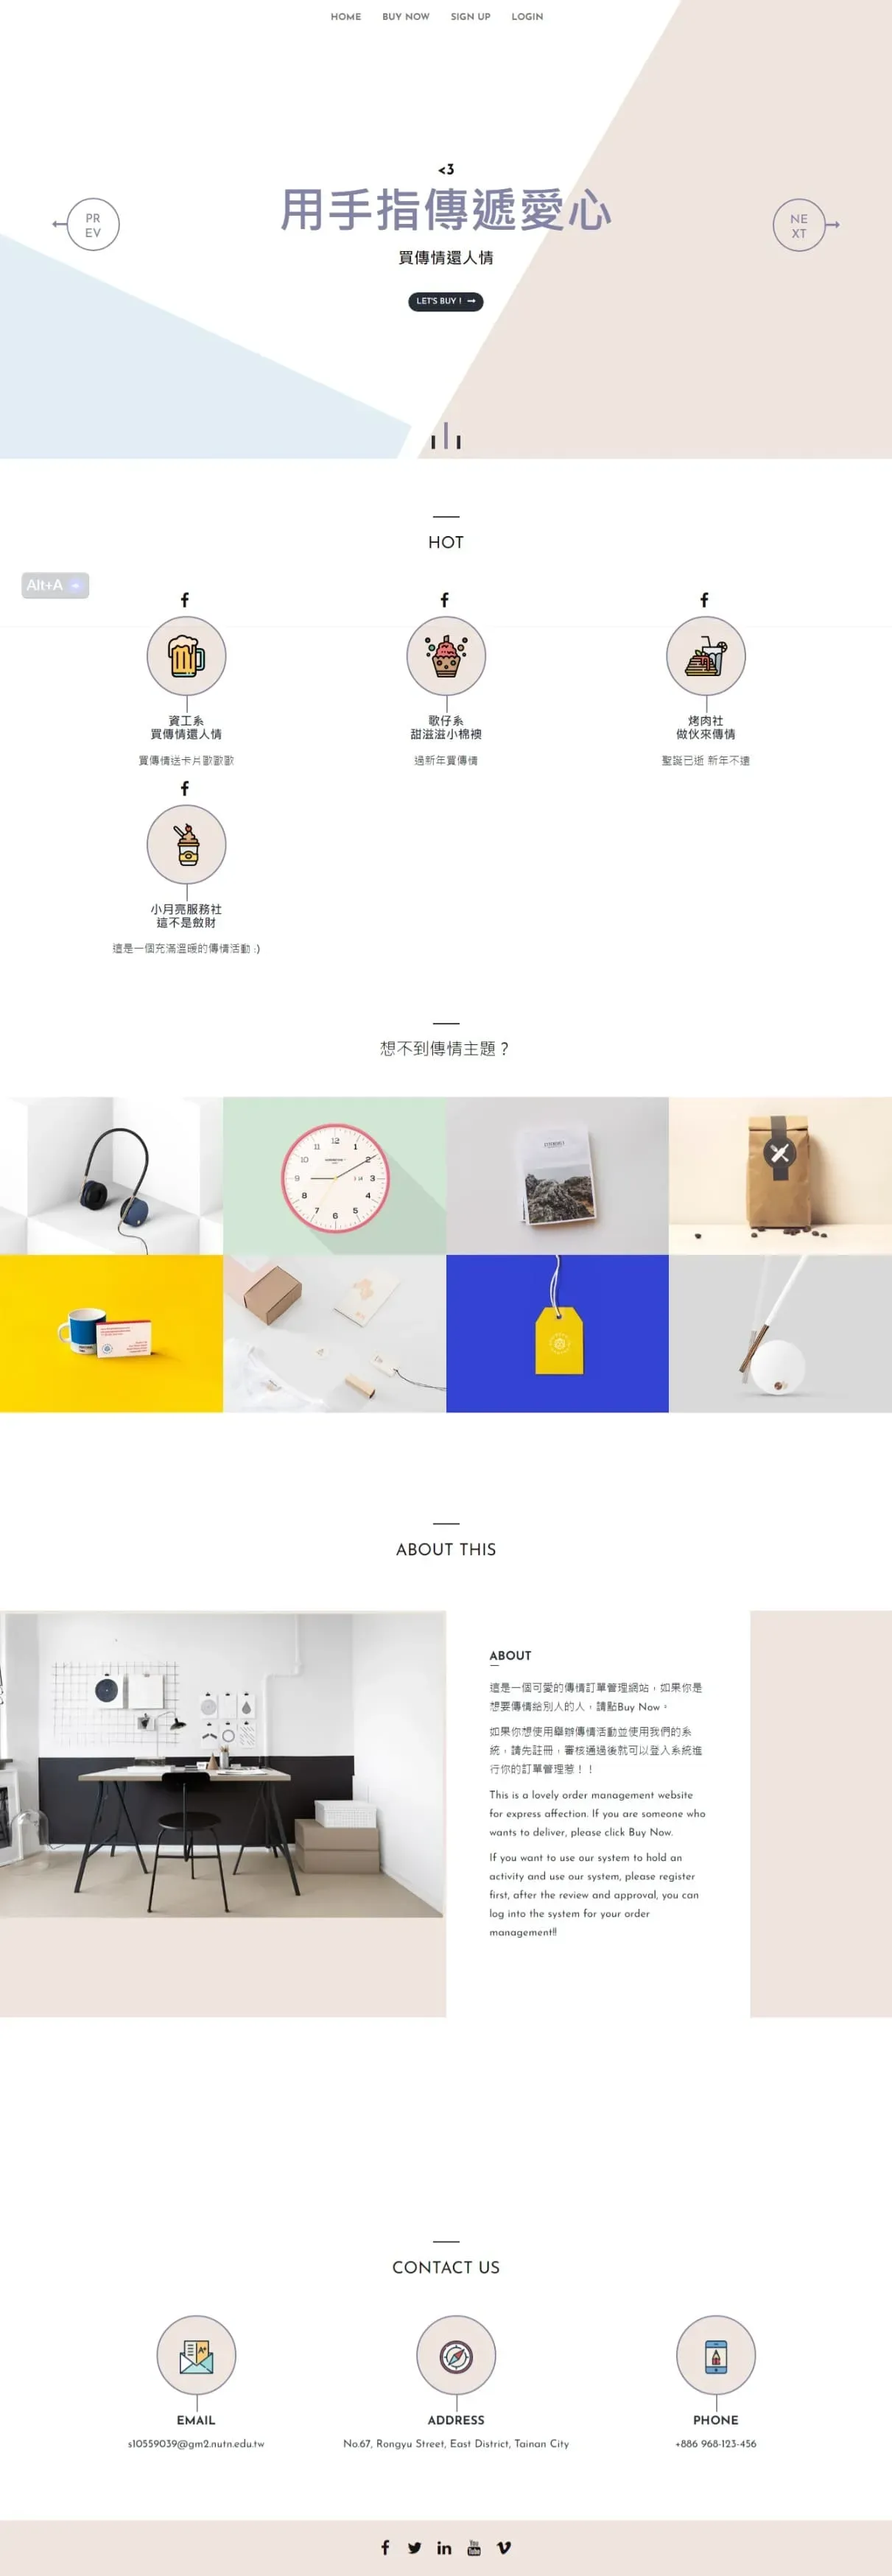 HOME BUY NOW SIGN UP LOGIN
<3
用手指傳遞愛心
買傳情還人情
PR
EV
NE
XT
LET'S BUY !
HOT
Alt+A
資工系
買傳情還人情
買傳情送卡片歐歐歐
歌仔系
甜滋滋小棉襖
過新年買傳情
烤肉社
做伙來傳情
聖誕已逝 新年不遠
小月亮服務社
這不是斂財
這是一個充滿溫暖的傳情活動 :)
想不到傳情主題？
12
1
2
3
4
5
6
7
8
9
10
11
ABOUT THIS
ABOUT
這是一個可愛的傳情訂單管理網站，如果你是
想要傳情給別人的人，請點Buy Now。
如果你想使用舉辦傳情活動並使用我們的系
統，請先註冊，審核通過後就可以登入系統進
行你的訂單管理蔥！！
This is a lovely order management website
for express affection. If you are someone who
wants to deliver, please click Buy Now.
If you want to use our system to hold an
activity and use our system, please register
first, after the review and approval, you can
log into the system for your order
management!!
CONTACT US
A+
EMAIL
s10559039@gm2.nutn.edu.tw
ADDRESS
No.67, Rongyu Street, East District, Tainan City
PHONE
+886 968-123-456